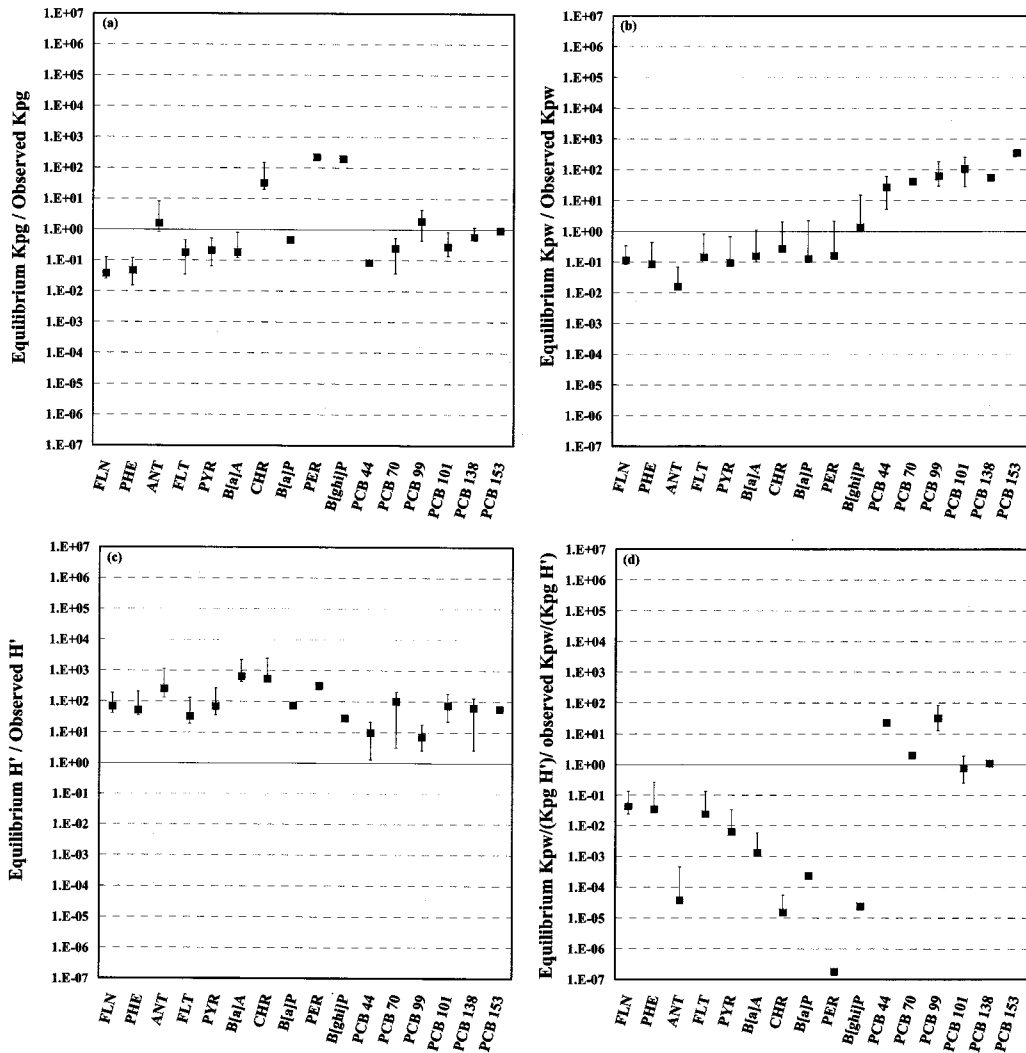 (a)
Equilibrium Kpg / Observed Kpg
1.E+07
1.E+06
1.E+05
1.E+04
1.E+03
1.E+02
1.E+01
1.E+00
1.E-01
1.E-02
1.E-03
1.E-04
1.E-05
1.E-06
1.E-07
FLN
PHE
ANT
FLT
PYR
B[a]A
CHR
B[a]P
PER
B[ghi]P
PCB 44
PCB 70
PCB 99
PCB 101
PCB 138
PCB 153
(b)
Equilibrium Kpw / Observed Kpw
1.E+07
1.E+06
1.E+05
1.E+04
1.E+03
1.E+02
1.E+01
1.E+00
1.E-01
1.E-02
1.E-03
1.E-04
1.E-05
1.E-06
1.E-07
FLN
PHE
ANT
FLT
PYR
B[a]A
CHR
B[a]P
PER
B[ghi]P
PCB 44
PCB 70
PCB 99
PCB 101
PCB 138
PCB 153
(c)
Equilibrium H' / Observed H'
1.E+07
1.E+06
1.E+05
1.E+04
1.E+03
1.E+02
1.E+01
1.E+00
1.E-01
1.E-02
1.E-03
1.E-04
1.E-05
1.E-06
1.E-07
FLN
PHE
ANT
FLT
PYR
B[a]A
CHR
B[a]P
PER
B[ghi]P
PCB 44
PCB 70
PCB 99
PCB 101
PCB 138
PCB 153
(d)
Equilibrium Kpw/(Kpg H')/ observed Kpw/(Kpg H')
1.E+07
1.E+06
1.E+05
1.E+04
1.E+03
1.E+02
1.E+01
1.E+00
1.E-01
1.E-02
1.E-03
1.E-04
1.E-05
1.E-06
1.E-07
FLN
PHE
ANT
FLT
PYR
B[a]A
CHR
B[a]P
PER
B[ghi]P
PCB 44
PCB 70
PCB 99
PCB 101
PCB 138
PCB 153